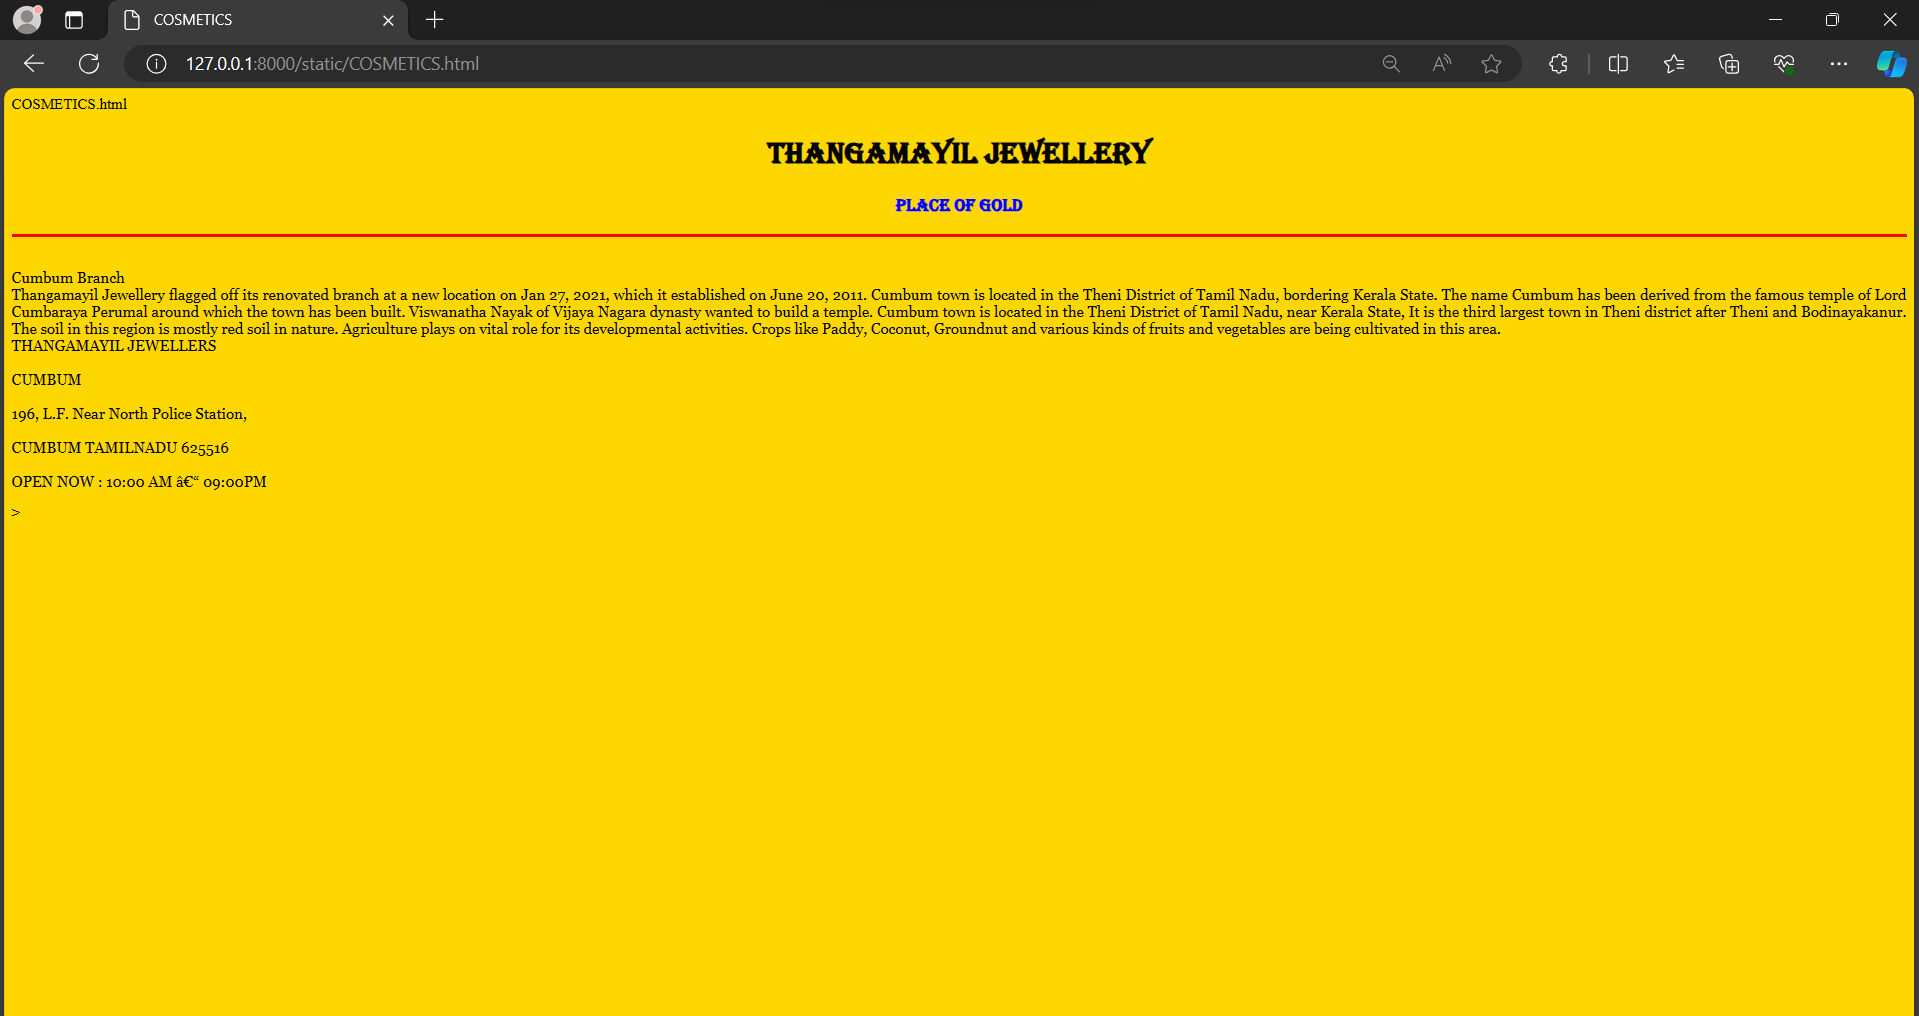 COSMETICS
127.0.0.1:8000/static/COSMETICS.html
COSMETICS.html
THANGAMAYIL JEWELLERY
PLACE OF GOLD
Cumbum Branch
Thangamayil Jewellery flagged off its renovated branch at a new location on Jan 27, 2021, which it established on June 20, 2011. Cumbum town is located in the Theni District of Tamil Nadu, bordering Kerala State. The name Cumbum has been derived from the famous temple of Lord
Cumbaraya Perumal around which the town has been built. Viswanatha Nayak of Vijaya Nagara dynasty wanted to build a temple. Cumbum town is located in the Theni District of Tamil Nadu, near Kerala State, It is the third largest town in Theni district after Theni and Bodinayakanur.
The soil in this region is mostly red soil in nature. Agriculture plays on vital role for its developmental activities. Crops like Paddy, Coconut, Groundnut and various kinds of fruits and vegetables are being cultivated in this area.
THANGAMAYIL JEWELLERS
CUMBUM
196, L.F. Near North Police Station,
CUMBUM TAMILNADU 625516
OPEN NOW : 10:00 AM â€“ 09:00PM
>